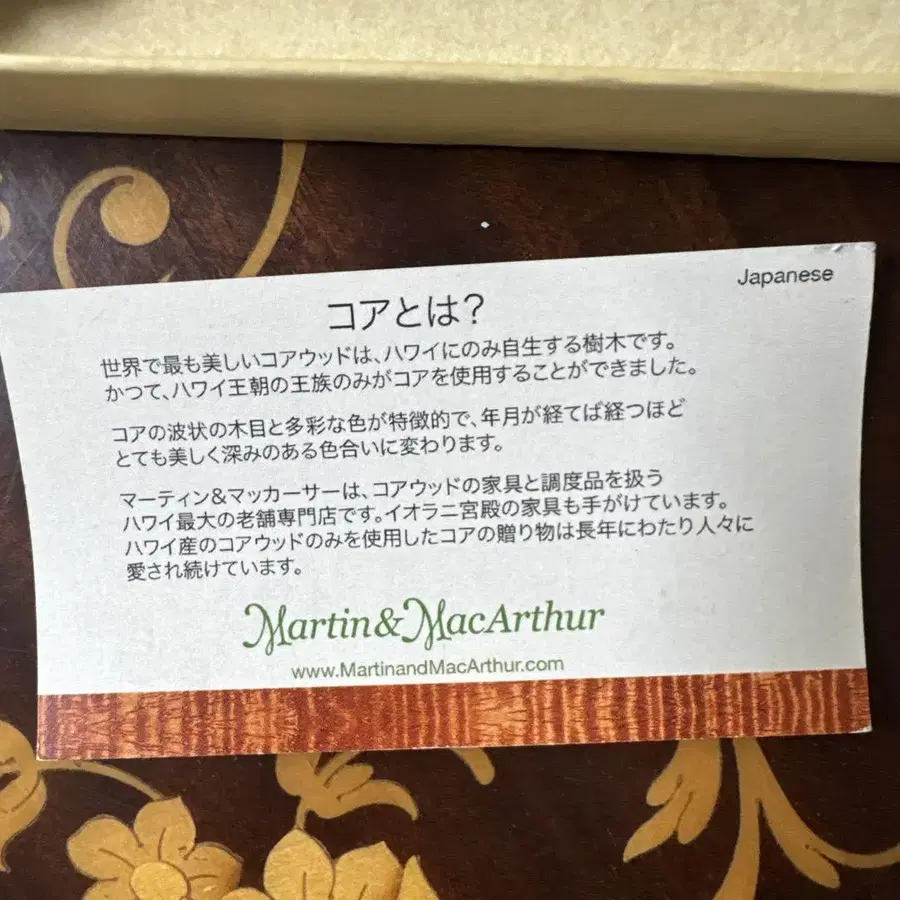 Japanese
コアとは?
世界で最も美しいコアウッドは、ハワイにのみ自生する樹木です。
かつて、ハワイ王朝の王族のみがコアを使用することができました。
コアの波状の木目と多彩な色が特徴的で、年月が経てば経つほど
とても美しく深みのある色合いに変わります。
マーティン&マッカーサーは、コアウッドの家具と調度品を扱う
ハワイ最大の老舗専門店です。イオラニ宮殿の家具も手がけています。
ハワイ産のコアウッドのみを使用したコアの贈り物は長年にわたり人々に
愛され続けています。
Martin&MacArthur
www.MartinandMacArthur.com